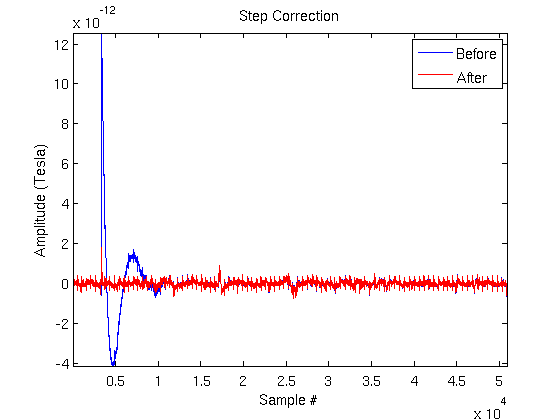 Step Correction
x 10^-12
12
10
8
6
4
2
0
-2
-4
Amplitude (Tesla)
Before
After
0.5 1 1.5 2 2.5 3 3.5 4 4.5 5
Sample #
x 10^4